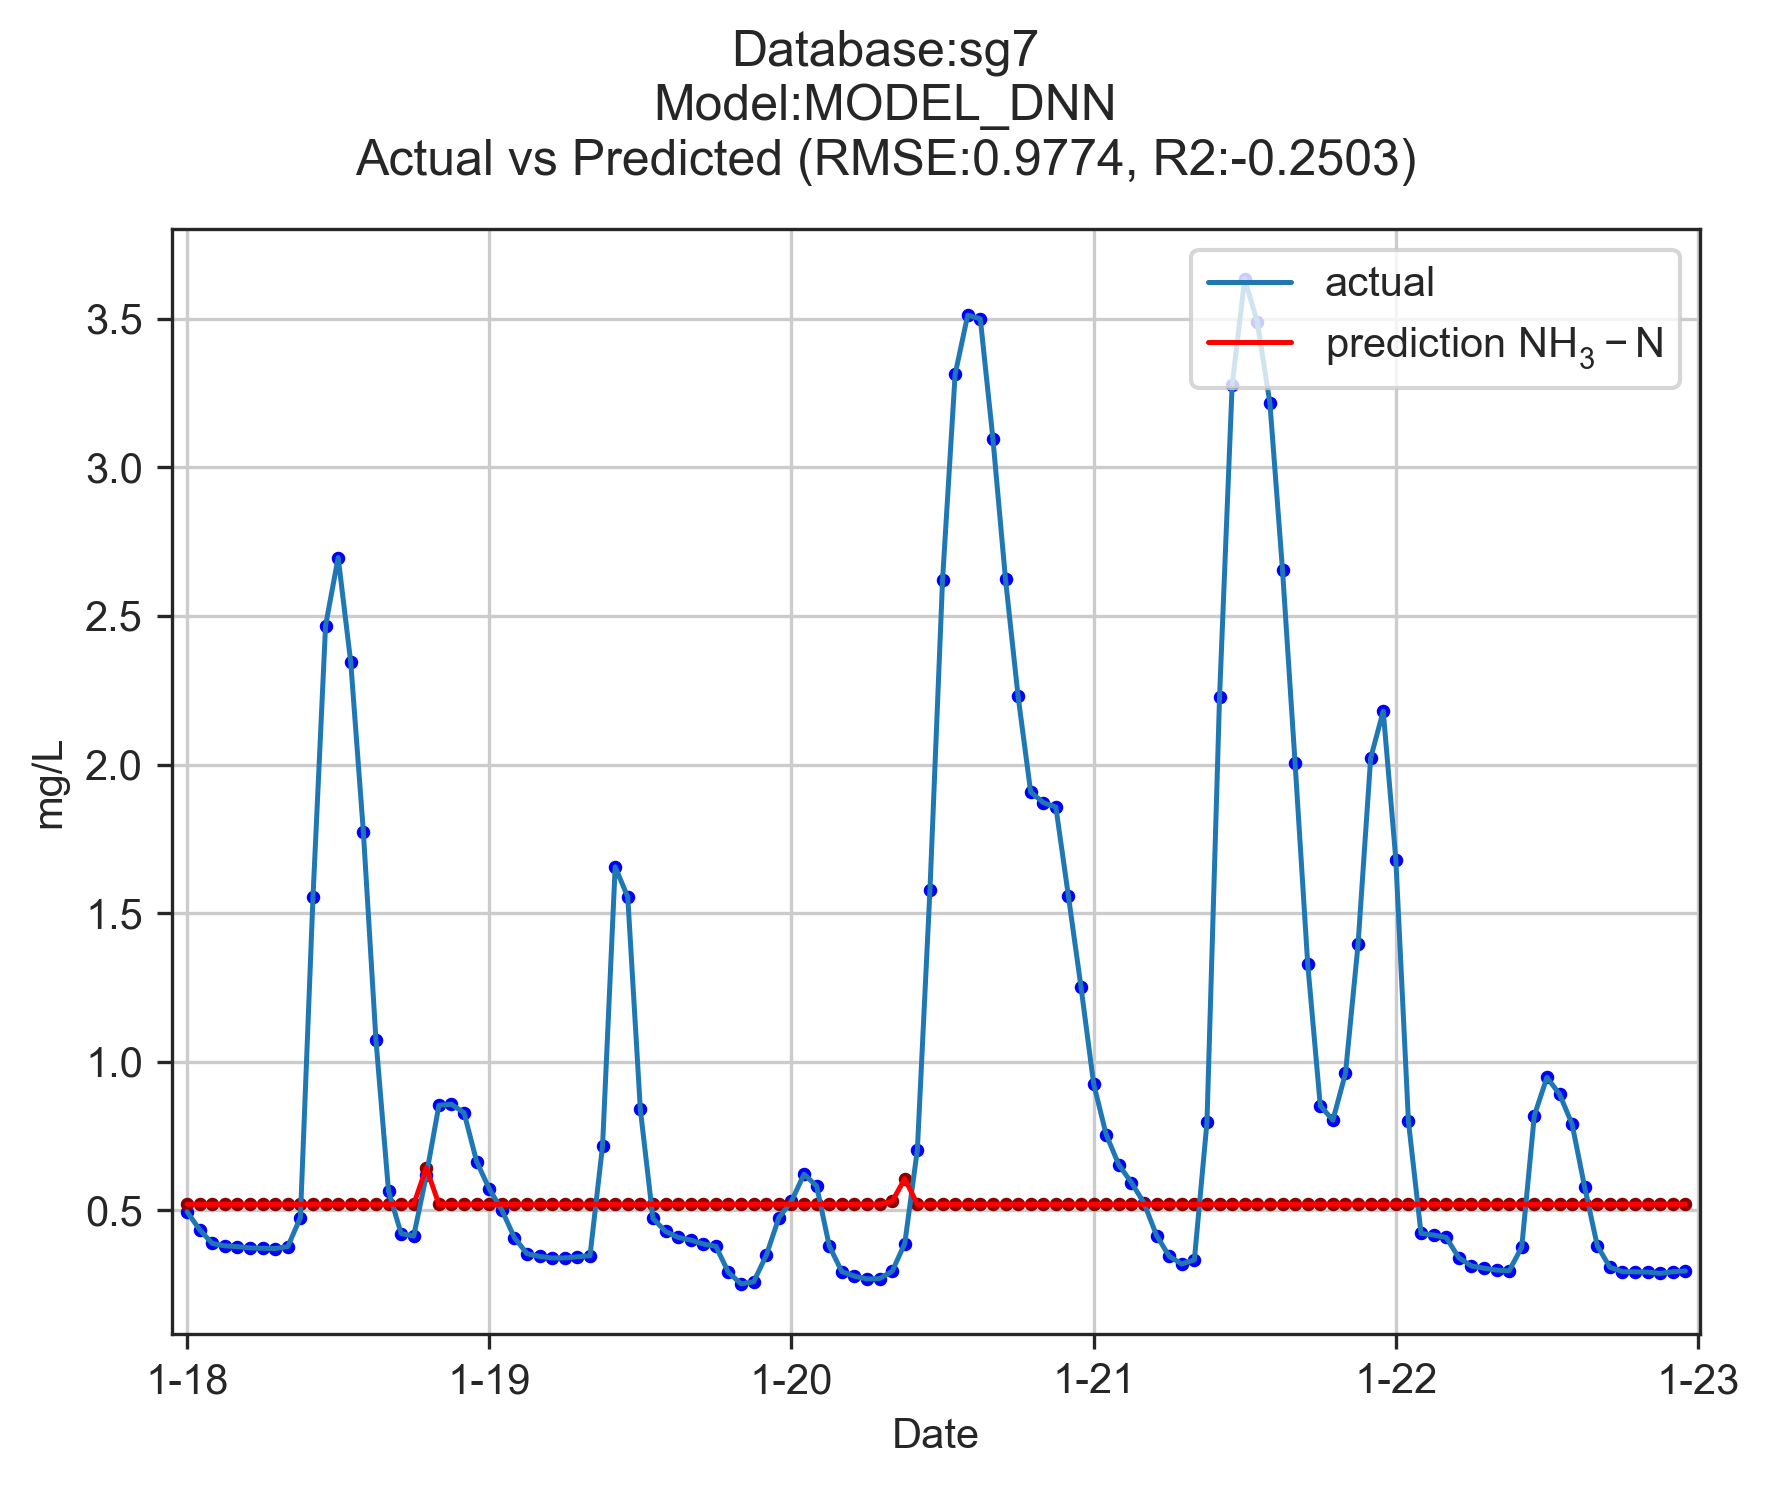 Database:sg7
Model:MODEL_DNN
Actual vs Predicted (RMSE:0.9774, R2:-0.2503)
actual
prediction NH₃ − N
3.5
3.0
2.5
2.0
1.5
1.0
0.5
mg/L
1-18 1-19 1-20 1-21 1-22 1-23
Date